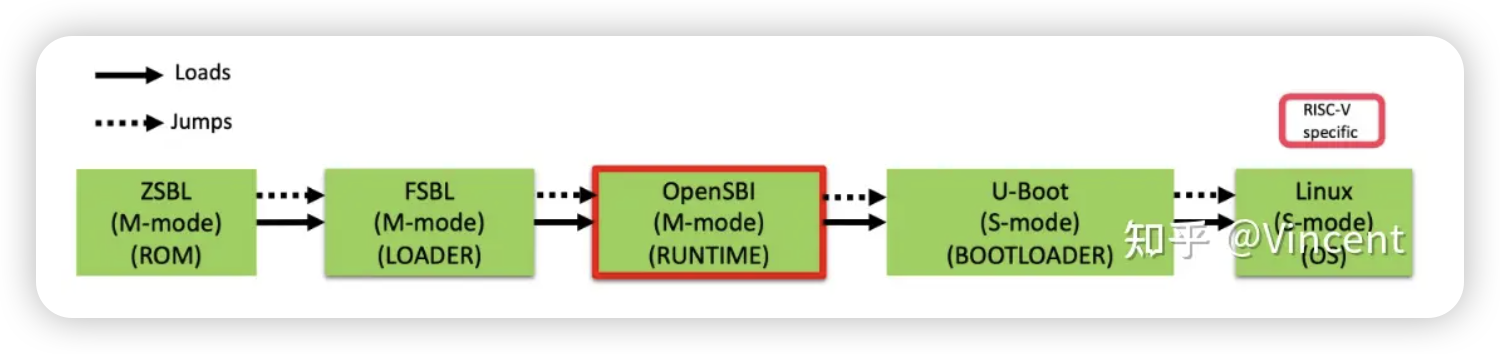 Loads
Jumps
RISC-V
specific
ZSBL
(M-mode)
(ROM)
FSBL
(M-mode)
(LOADER)
OpenSBI
(M-mode)
(RUNTIME)
U-Boot
(S-mode)
(BOOTLOADER)
Linux
(S-mode)
(OS)
知乎 @Vincent